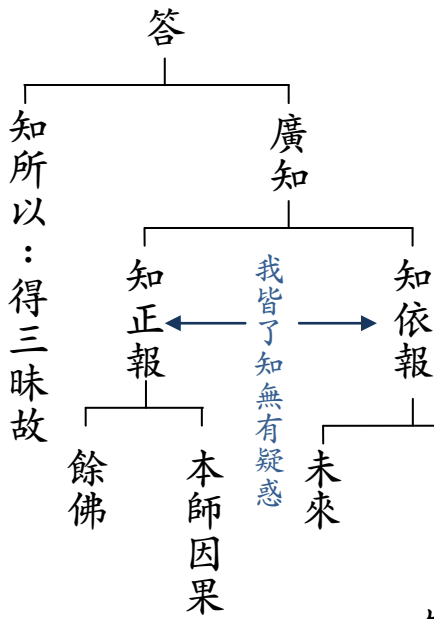 答
廣知
知所以：得三昧故
知依報
我皆了知無有疑惑
知正報
未來
本師因果
餘佛